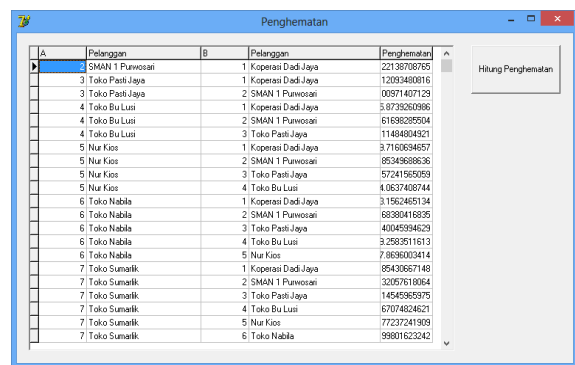 Penghematan
A Pelanggan B Pelanggan Penghematan
2 SMAN 1 Purwosari 1 Koperasi Dadi Jaya 22138708765
3 Toko Pasti Jaya 1 Koperasi Dadi Jaya 12093480816
3 Toko Pasti Jaya 2 SMAN 1 Purwosari 00971407129
4 Toko Bu Lusi 1 Koperasi Dadi Jaya 5.8739260986
4 Toko Bu Lusi 2 SMAN 1 Purwosari 61698285504
4 Toko Bu Lusi 3 Toko Pasti Jaya 11484804921
5 Nur Kios 1 Koperasi Dadi Jaya 9.7160694657
5 Nur Kios 2 SMAN 1 Purwosari 85349688636
5 Nur Kios 3 Toko Pasti Jaya 57241565059
5 Nur Kios 4 Toko Bu Lusi 4.0637408744
6 Toko Nabila 1 Koperasi Dadi Jaya 3.1562465134
6 Toko Nabila 2 SMAN 1 Purwosari 68380416835
6 Toko Nabila 3 Toko Pasti Jaya 40045994629
6 Toko Nabila 4 Toko Bu Lusi 9.2583511613
6 Toko Nabila 5 Nur Kios 7.8696003414
7 Toko Sumarlik 1 Koperasi Dadi Jaya 85430667148
7 Toko Sumarlik 2 SMAN 1 Purwosari 32057618064
7 Toko Sumarlik 3 Toko Pasti Jaya 14545965975
7 Toko Sumarlik 4 Toko Bu Lusi 67074824621
7 Toko Sumarlik 5 Nur Kios 77237241909
7 Toko Sumarlik 6 Toko Nabila 99801623242
Hitung Penghematan